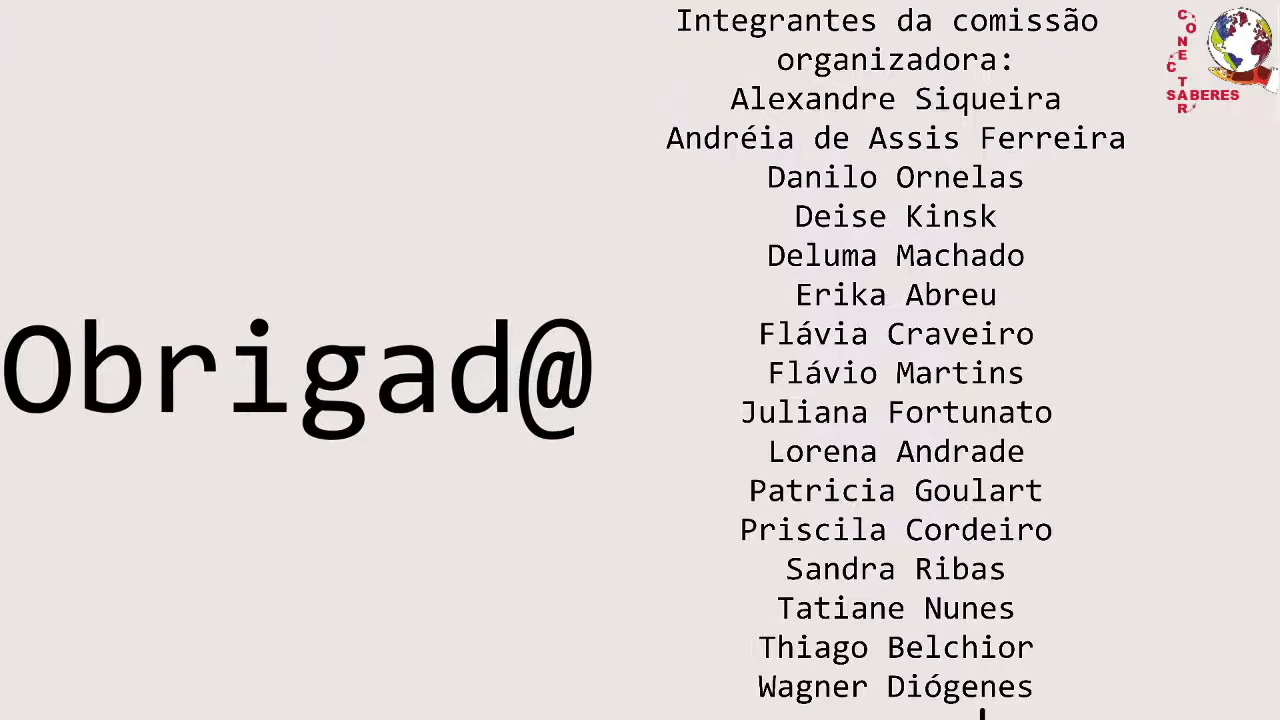 Obrigad@
Integrantes da comissão
organizadora:
Alexandre Siqueira
Andréia de Assis Ferreira
Danilo Ornelas
Deise Kinsk
Deluma Machado
Erika Abreu
Flávia Craveiro
Flávio Martins
Juliana Fortunato
Lorena Andrade
Patricia Goulart
Priscila Cordeiro
Sandra Ribas
Tatiane Nunes
Thiago Belchior
Wagner Diógenes
CONECTAR
SABERES